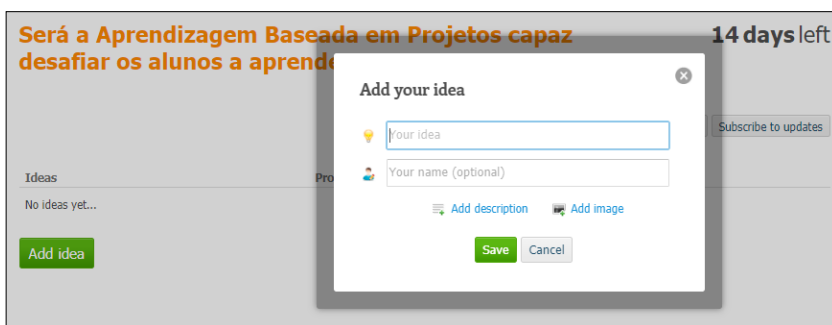 Será a Aprendizagem Baseada em Projetos capaz
desafiar os alunos a aprende
14 days left
Add your idea
Your idea
Subscribe to updates
Your name (optional)
Ideas
Pro
No ideas yet...
Add description
Add image
Add idea
Save
Cancel